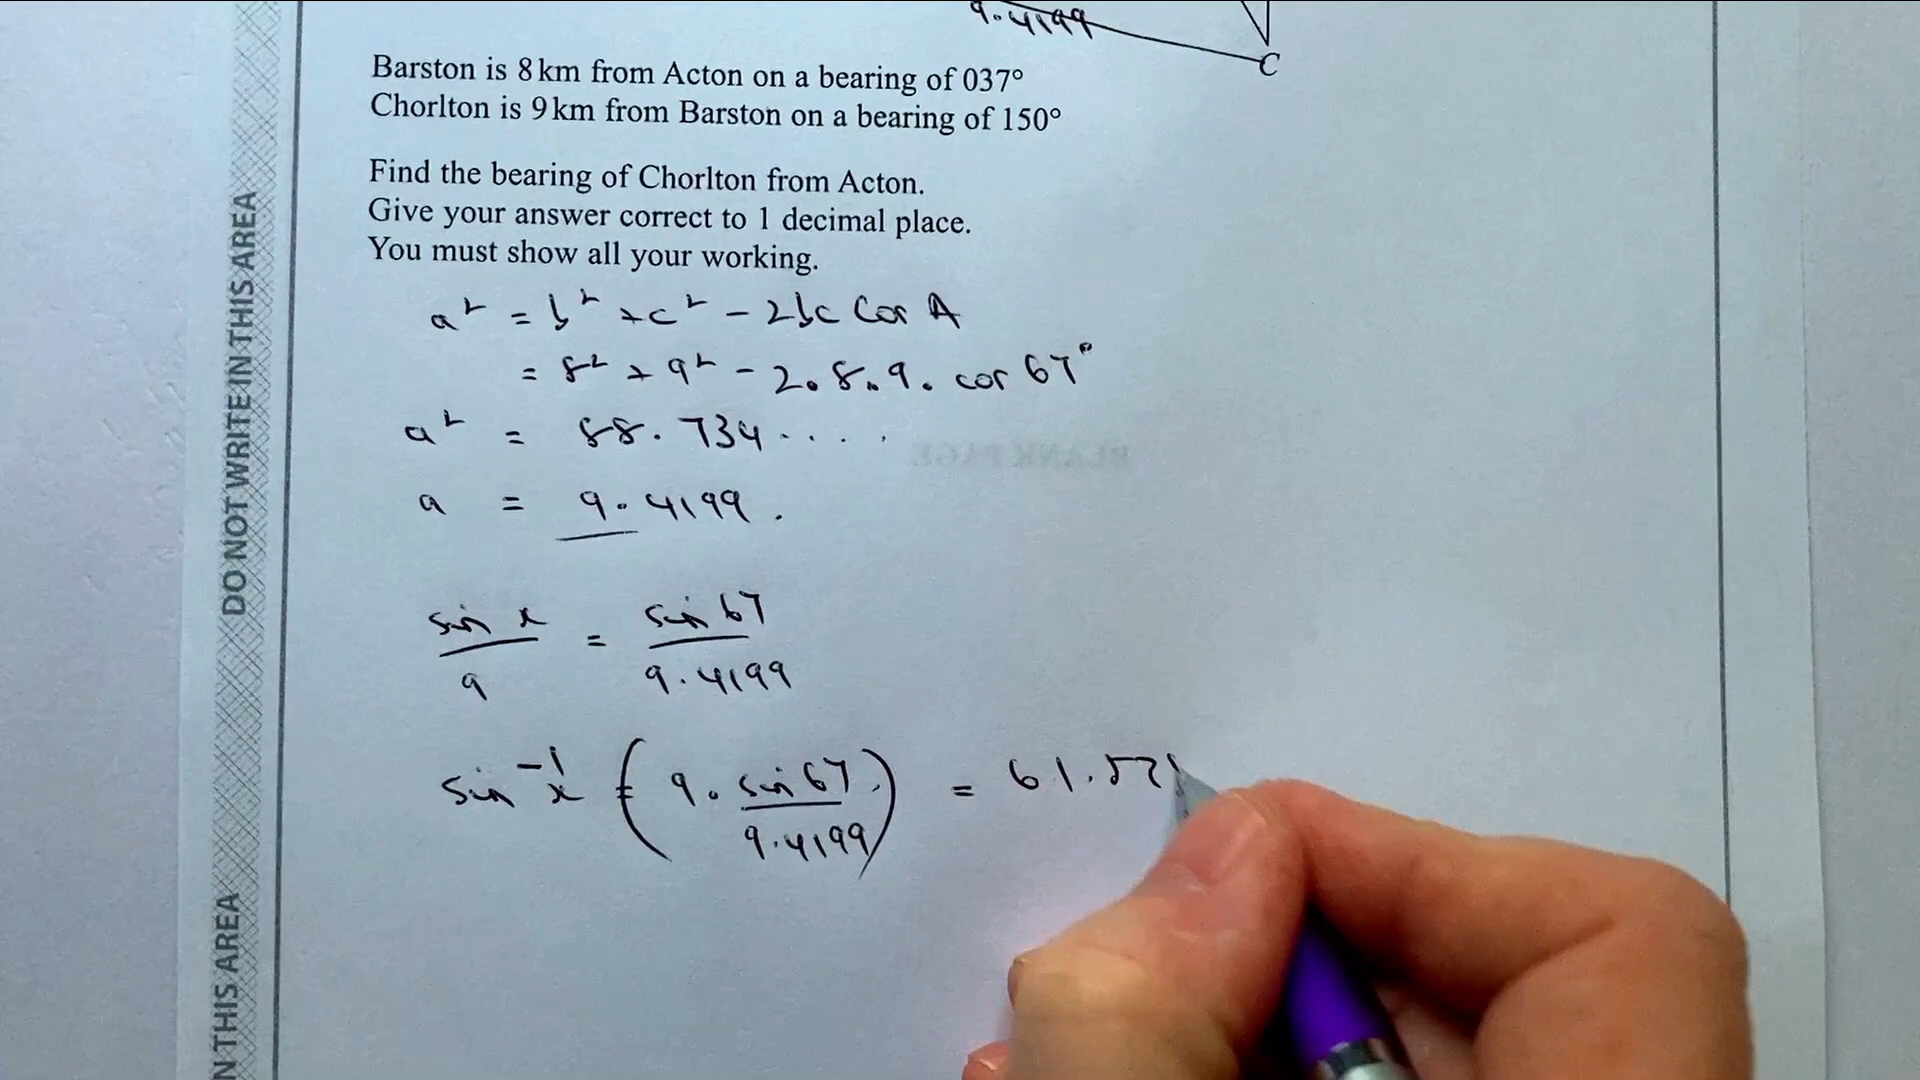 9.4199
C
Barston is 8 km from Acton on a bearing of 037°
Chorlton is 9 km from Barston on a bearing of 150°
Find the bearing of Chorlton from Acton.
Give your answer correct to 1 decimal place.
You must show all your working.
a² = b² + c² - 2bc Cos A
= 8² + 9² - 2.8.9. cos 67°
a² = 88.734.....
a = 9.4199.
sin x / 9 = sin 67 / 9.4199
sin⁻¹ x = (9. sin 67 / 9.4199) = 61.57
DO NOT WRITE IN THIS AREA
N THIS AREA